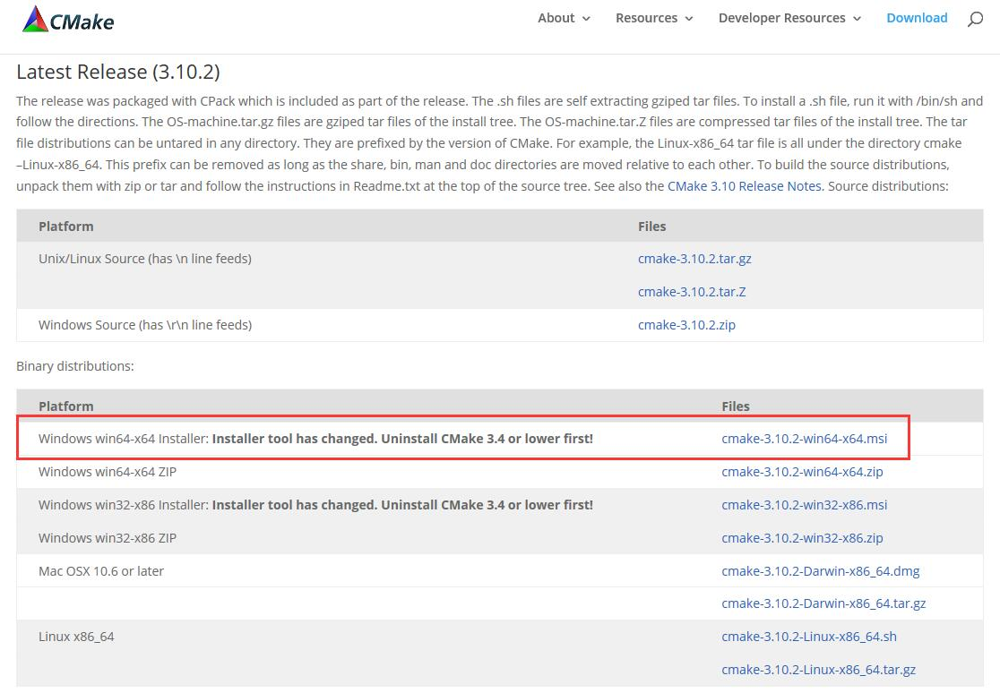 CMake
About Resources Developer Resources Download
Latest Release (3.10.2)
The release was packaged with CPack which is included as part of the release. The .sh files are self extracting gziped tar files. To install a .sh file, run it with /bin/sh and
follow the directions. The OS-machine.tar.gz files are gziped tar files of the install tree. The OS-machine.tar.Z files are compressed tar files of the install tree. The tar
file distributions can be untared in any directory. They are prefixed by the version of CMake. For example, the Linux-x86_64 tar file is all under the directory cmake
–Linux-x86_64. This prefix can be removed as long as the share, bin, man and doc directories are moved relative to each other. To build the source distributions,
unpack them with zip or tar and follow the instructions in Readme.txt at the top of the source tree. See also the CMake 3.10 Release Notes. Source distributions:
Platform Files
Unix/Linux Source (has \n line feeds) cmake-3.10.2.tar.gz
cmake-3.10.2.tar.Z
Windows Source (has \r\n line feeds) cmake-3.10.2.zip
Binary distributions:
Platform Files
Windows win64-x64 Installer: Installer tool has changed. Uninstall CMake 3.4 or lower first! cmake-3.10.2-win64-x64.msi
Windows win64-x64 ZIP cmake-3.10.2-win64-x64.zip
Windows win32-x86 Installer: Installer tool has changed. Uninstall CMake 3.4 or lower first! cmake-3.10.2-win32-x86.msi
Windows win32-x86 ZIP cmake-3.10.2-win32-x86.zip
Mac OSX 10.6 or later cmake-3.10.2-Darwin-x86_64.dmg
cmake-3.10.2-Darwin-x86_64.tar.gz
Linux x86_64 cmake-3.10.2-Linux-x86_64.sh
cmake-3.10.2-Linux-x86_64.tar.gz